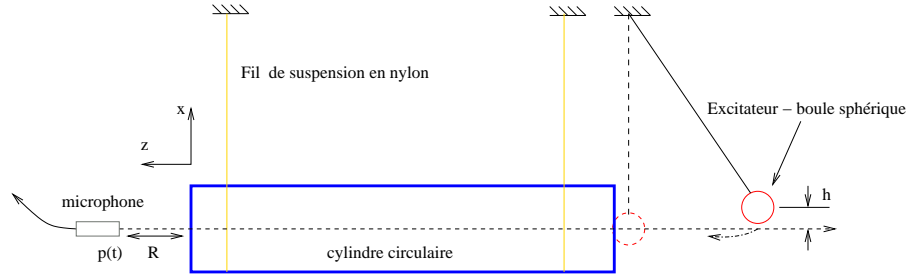 Fil de suspension en nylon
Excitateur – boule sphérique
x
z
h
microphone
p(t)
R
cylindre circulaire